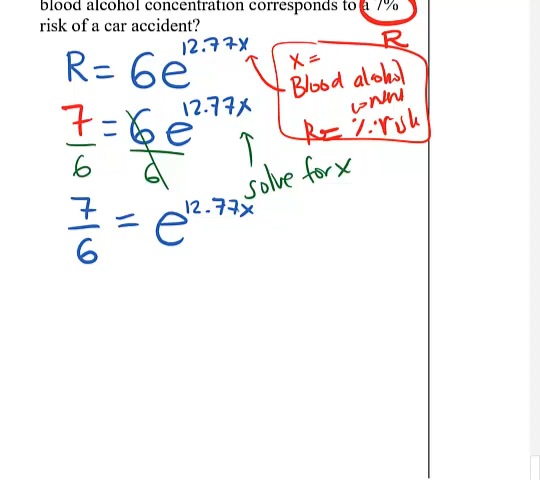 blood alcohol concentration corresponds to a 7%
risk of a car accident?
R
R = 6e^12.77x
x =
Blood alcohol
R = % risk
7/6 = 6e^12.77x/6
solve for x
7/6 = e^12.77x